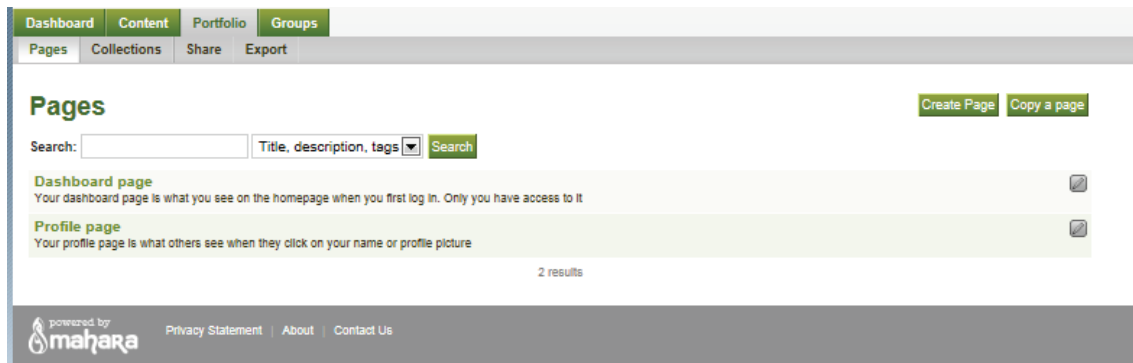 Dashboard Content Portfolio Groups
Pages Collections Share Export
Pages
Create Page Copy a page
Search: Title, description, tags Search
Dashboard page
Your dashboard page is what you see on the homepage when you first log in. Only you have access to it
Profile page
Your profile page is what others see when they click on your name or profile picture
2 results
powered by
mahara
Privacy Statement | About | Contact Us